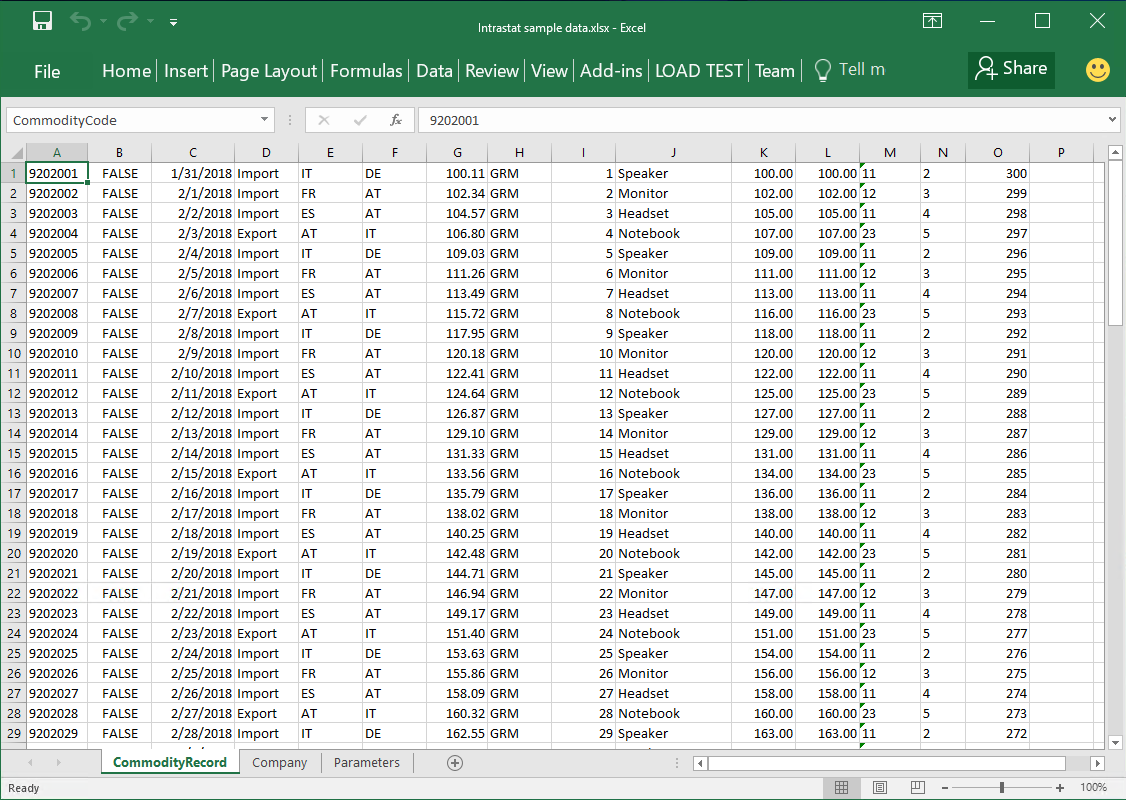 Intrastat sample data.xlsx - Excel
File Home Insert Page Layout Formulas Data Review View Add-ins LOAD TEST Team Tell m Share
CommodityCode fx 9202001
A B C D E F G H I J K L M N O P
1 9202001 FALSE 1/31/2018 Import IT DE 100.11 GRM 1 Speaker 100.00 100.00 11 2 300
2 9202002 FALSE 2/1/2018 Import FR AT 102.34 GRM 2 Monitor 102.00 102.00 12 3 299
3 9202003 FALSE 2/2/2018 Import ES AT 104.57 GRM 3 Headset 105.00 105.00 11 4 298
4 9202004 FALSE 2/3/2018 Export AT IT 106.80 GRM 4 Notebook 107.00 107.00 23 5 297
5 9202005 FALSE 2/4/2018 Import IT DE 109.03 GRM 5 Speaker 109.00 109.00 11 2 296
6 9202006 FALSE 2/5/2018 Import FR AT 111.26 GRM 6 Monitor 111.00 111.00 12 3 295
7 9202007 FALSE 2/6/2018 Import ES AT 113.49 GRM 7 Headset 113.00 113.00 11 4 294
8 9202008 FALSE 2/7/2018 Export AT IT 115.72 GRM 8 Notebook 116.00 116.00 23 5 293
9 9202009 FALSE 2/8/2018 Import IT DE 117.95 GRM 9 Speaker 118.00 118.00 11 2 292
10 9202010 FALSE 2/9/2018 Import FR AT 120.18 GRM 10 Monitor 120.00 120.00 12 3 291
11 9202011 FALSE 2/10/2018 Import ES AT 122.41 GRM 11 Headset 122.00 122.00 11 4 290
12 9202012 FALSE 2/11/2018 Export AT IT 124.64 GRM 12 Notebook 125.00 125.00 23 5 289
13 9202013 FALSE 2/12/2018 Import IT DE 126.87 GRM 13 Speaker 127.00 127.00 11 2 288
14 9202014 FALSE 2/13/2018 Import FR AT 129.10 GRM 14 Monitor 129.00 129.00 12 3 287
15 9202015 FALSE 2/14/2018 Import ES AT 131.33 GRM 15 Headset 131.00 131.00 11 4 286
16 9202016 FALSE 2/15/2018 Export AT IT 133.56 GRM 16 Notebook 134.00 134.00 23 5 285
17 9202017 FALSE 2/16/2018 Import IT DE 135.79 GRM 17 Speaker 136.00 136.00 11 2 284
18 9202018 FALSE 2/17/2018 Import FR AT 138.02 GRM 18 Monitor 138.00 138.00 12 3 283
19 9202019 FALSE 2/18/2018 Import ES AT 140.25 GRM 19 Headset 140.00 140.00 11 4 282
20 9202020 FALSE 2/19/2018 Export AT IT 142.48 GRM 20 Notebook 142.00 142.00 23 5 281
21 9202021 FALSE 2/20/2018 Import IT DE 144.71 GRM 21 Speaker 145.00 145.00 11 2 280
22 9202022 FALSE 2/21/2018 Import FR AT 146.94 GRM 22 Monitor 147.00 147.00 12 3 279
23 9202023 FALSE 2/22/2018 Import ES AT 149.17 GRM 23 Headset 149.00 149.00 11 4 278
24 9202024 FALSE 2/23/2018 Export AT IT 151.40 GRM 24 Notebook 151.00 151.00 23 5 277
25 9202025 FALSE 2/24/2018 Import IT DE 153.63 GRM 25 Speaker 154.00 154.00 11 2 276
26 9202026 FALSE 2/25/2018 Import FR AT 155.86 GRM 26 Monitor 156.00 156.00 12 3 275
27 9202027 FALSE 2/26/2018 Import ES AT 158.09 GRM 27 Headset 158.00 158.00 11 4 274
28 9202028 FALSE 2/27/2018 Export AT IT 160.32 GRM 28 Notebook 160.00 160.00 23 5 273
29 9202029 FALSE 2/28/2018 Import IT DE 162.55 GRM 29 Speaker 163.00 163.00 11 2 272
CommodityRecord Company Parameters
Ready 100%